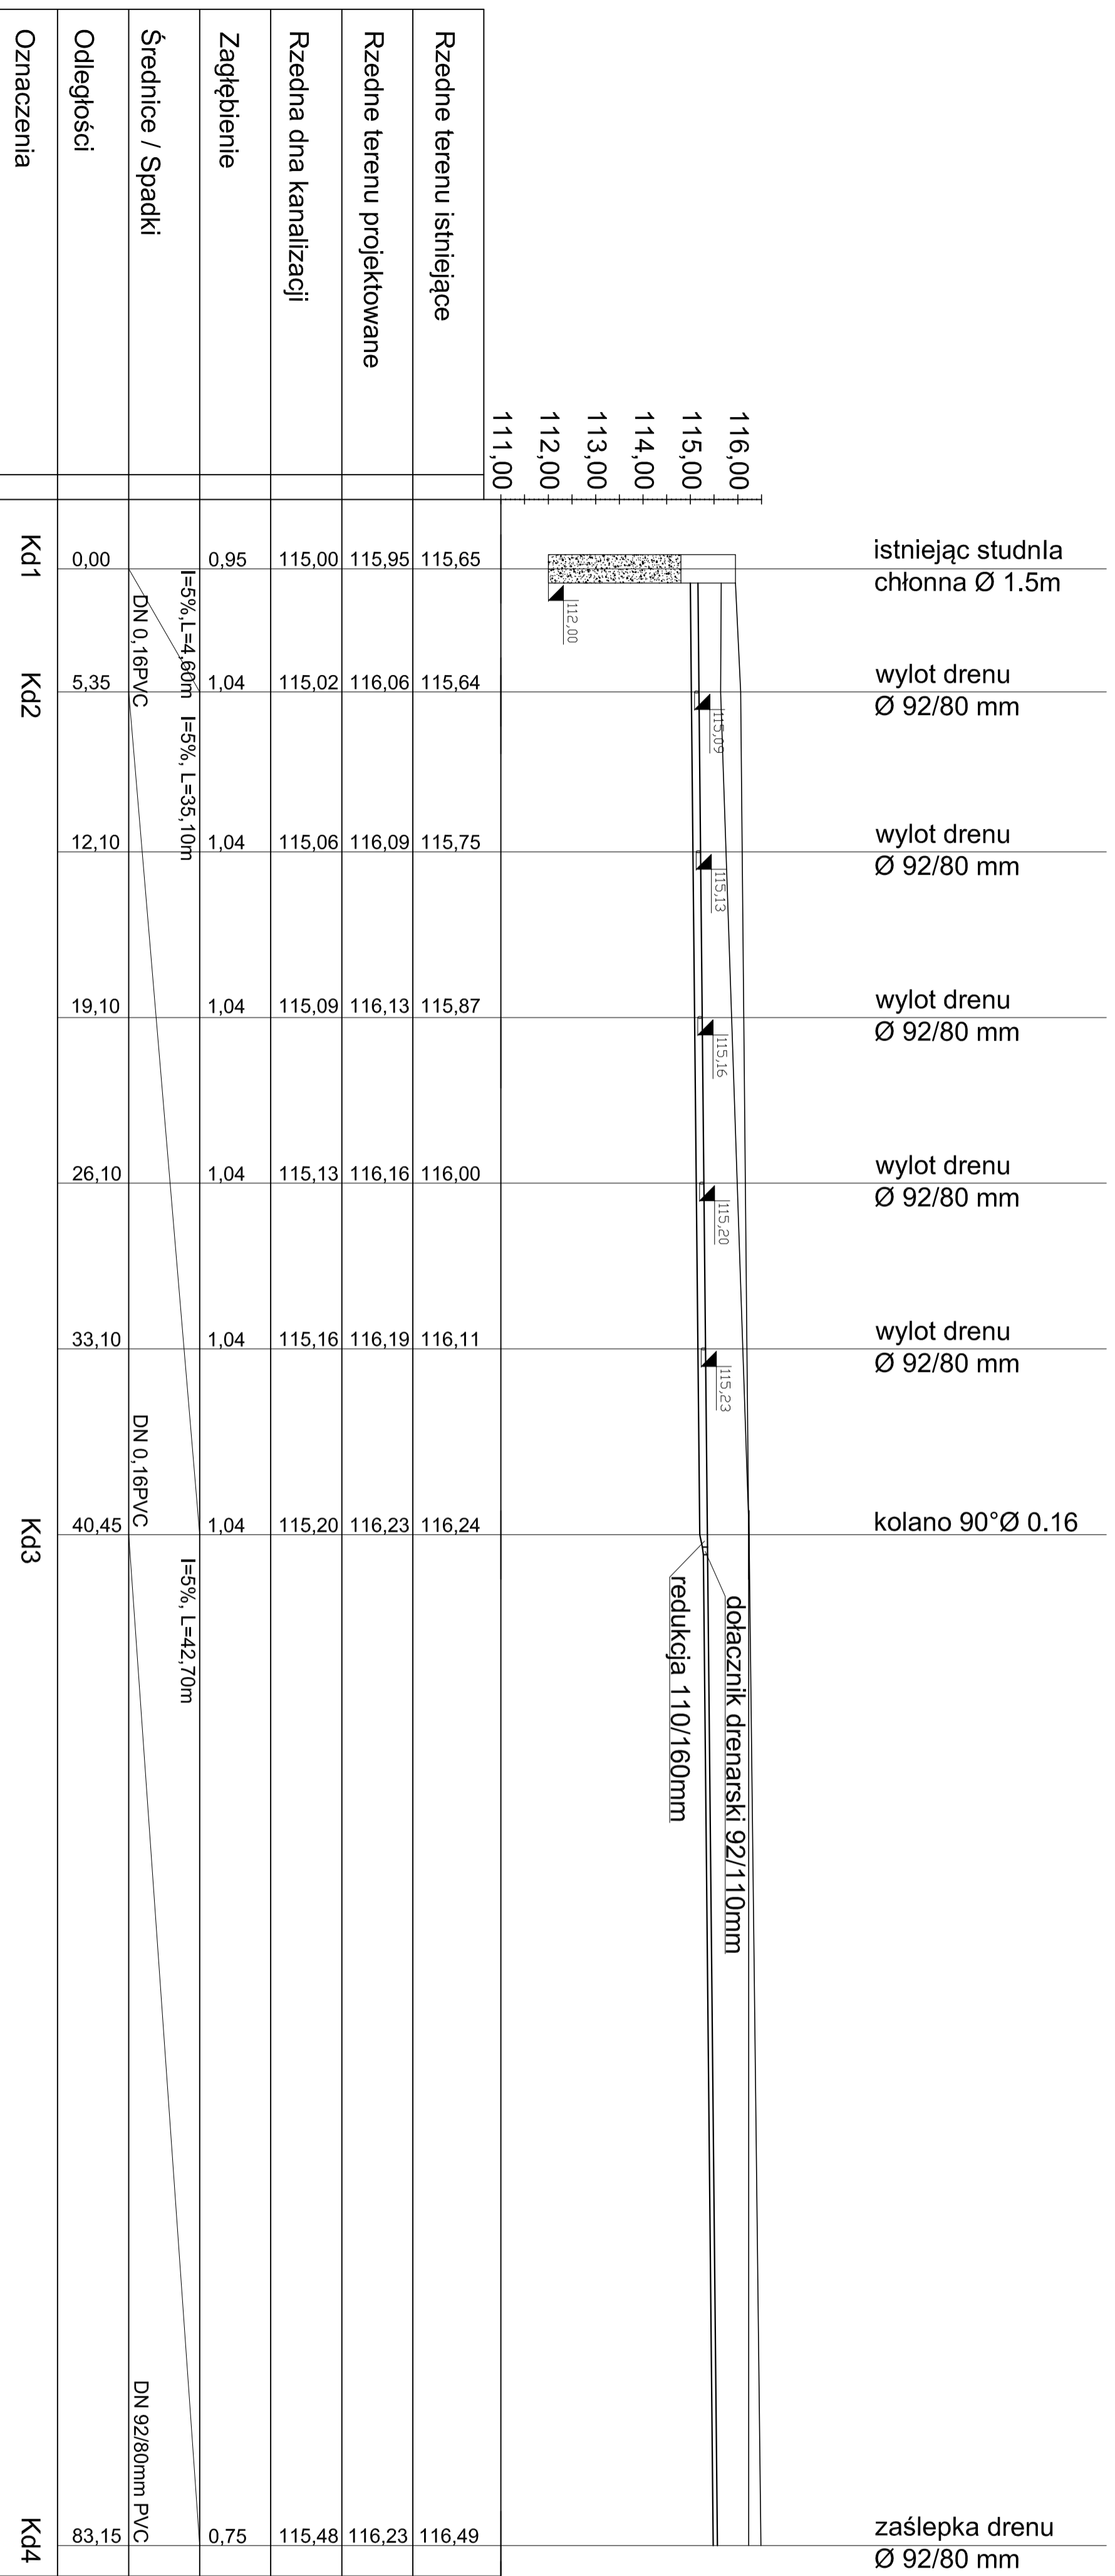 istniejąc studnIa
chłonna Ø 1.5m
wylot drenu
Ø 92/80 mm
wylot drenu
Ø 92/80 mm
wylot drenu
Ø 92/80 mm
wylot drenu
Ø 92/80 mm
wylot drenu
Ø 92/80 mm
kolano 90°Ø 0.16
zaślepka drenu
Ø 92/80 mm
116,00
115,00
114,00
113,00
112,00
111,00
112,00
115,09
115,13
115,16
115,20
115,23
dołacznik drenarski 92/110mm
redukcja 110/160mm
Rzedne terenu istniejące
115,65
115,64
115,75
115,87
116,00
116,11
116,24
116,49
Rzedne terenu projektowane
115,95
116,06
116,09
116,13
116,16
116,19
116,23
116,23
Rzedna dna kanalizacji
115,00
115,02
115,06
115,09
115,13
115,16
115,20
115,48
Zagłębienie
0,95
1,04
1,04
1,04
1,04
1,04
1,04
0,75
Średnice / Spadki
I=5%,L=4,60m
I=5%, L=35,10m
I=5%, L=42,70m
DN 0,16PVC
DN 0,16PVC
DN 92/80mm PVC
Odległości
0,00
5,35
12,10
19,10
26,10
33,10
40,45
83,15
Oznaczenia
Kd1
Kd2
Kd3
Kd4